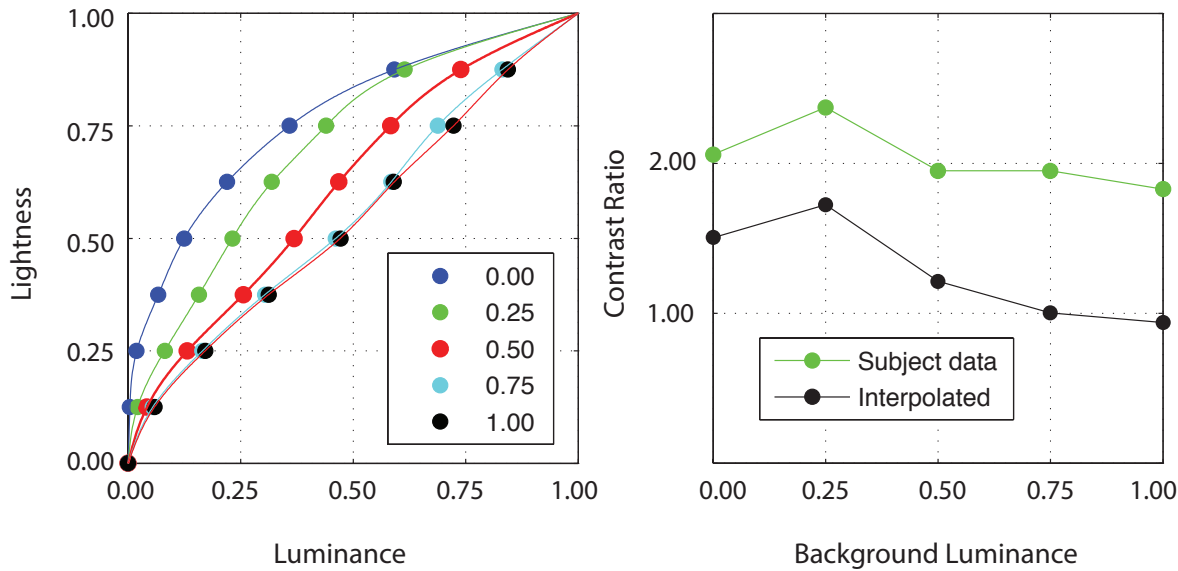 1.00
0.75
0.50
0.25
0.00
Lightness
0.00 0.25 0.50 0.75 1.00
Luminance
0.00
0.25
0.50
0.75
1.00
2.00
1.00
Contrast Ratio
0.00 0.25 0.50 0.75 1.00
Background Luminance
Subject data
Interpolated